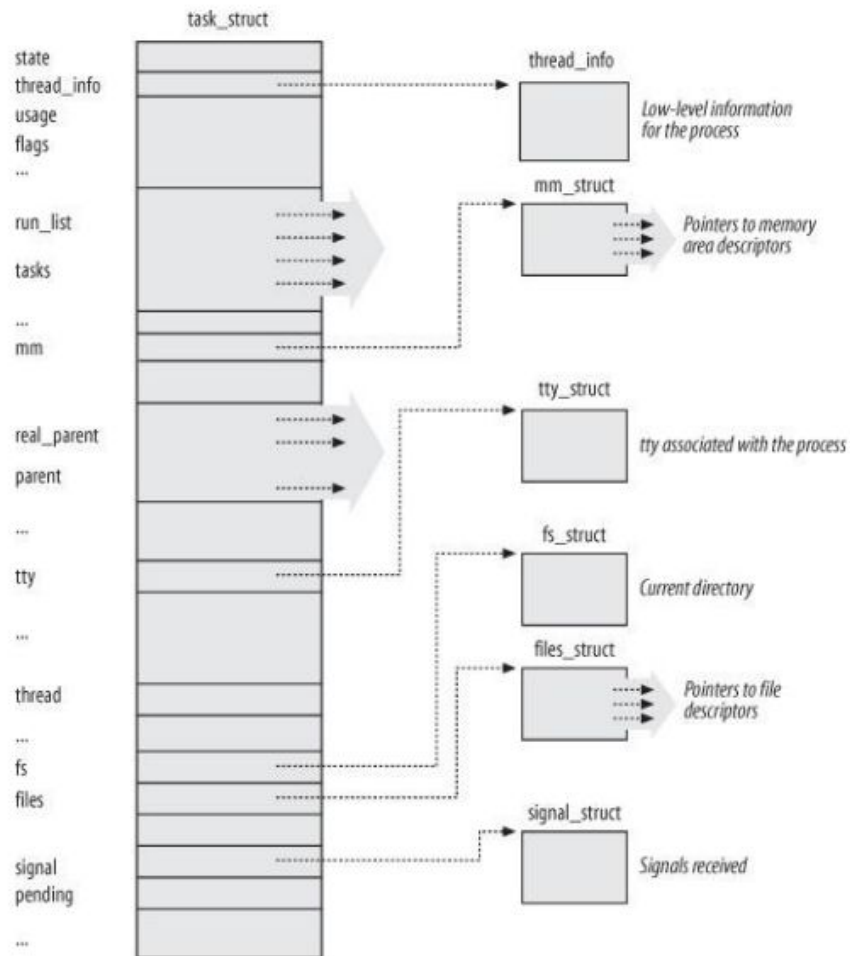 task_struct
state
thread_info
usage
flags
...
run_list
tasks
...
mm
real_parent
parent
...
tty
...
thread
...
fs
files
signal
pending
...
thread_info
Low-level information
for the process
mm_struct
Pointers to memory
area descriptors
tty_struct
tty associated with the process
fs_struct
Current directory
files_struct
Pointers to file
descriptors
signal_struct
Signals received